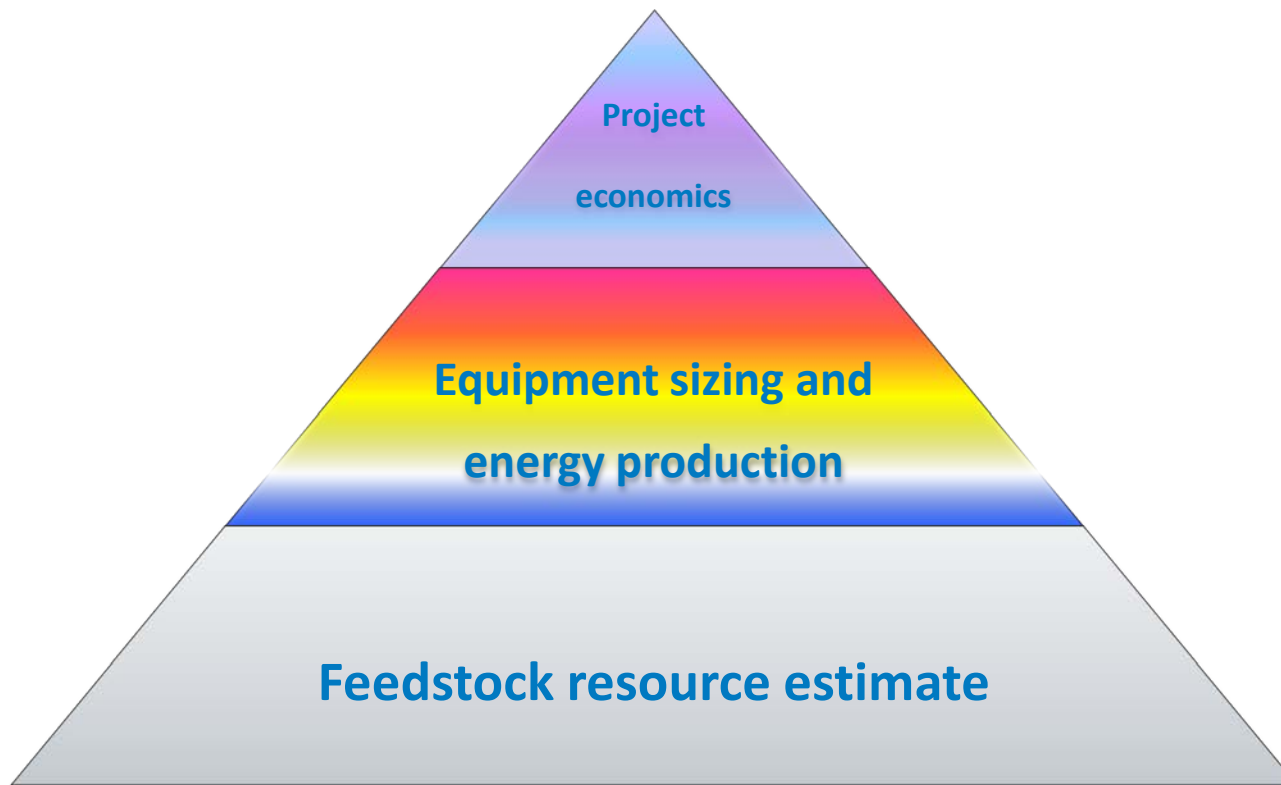 Project
economics
Equipment sizing and
energy production
Feedstock resource estimate